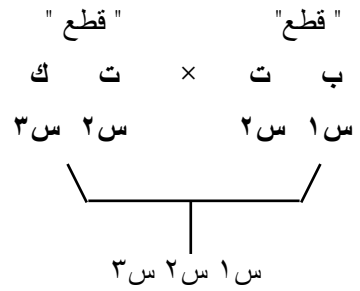 " قطع" " قطع "
ب ت × ت ك
س١ س٢ س٢ س٣
س١ س٢ س٣